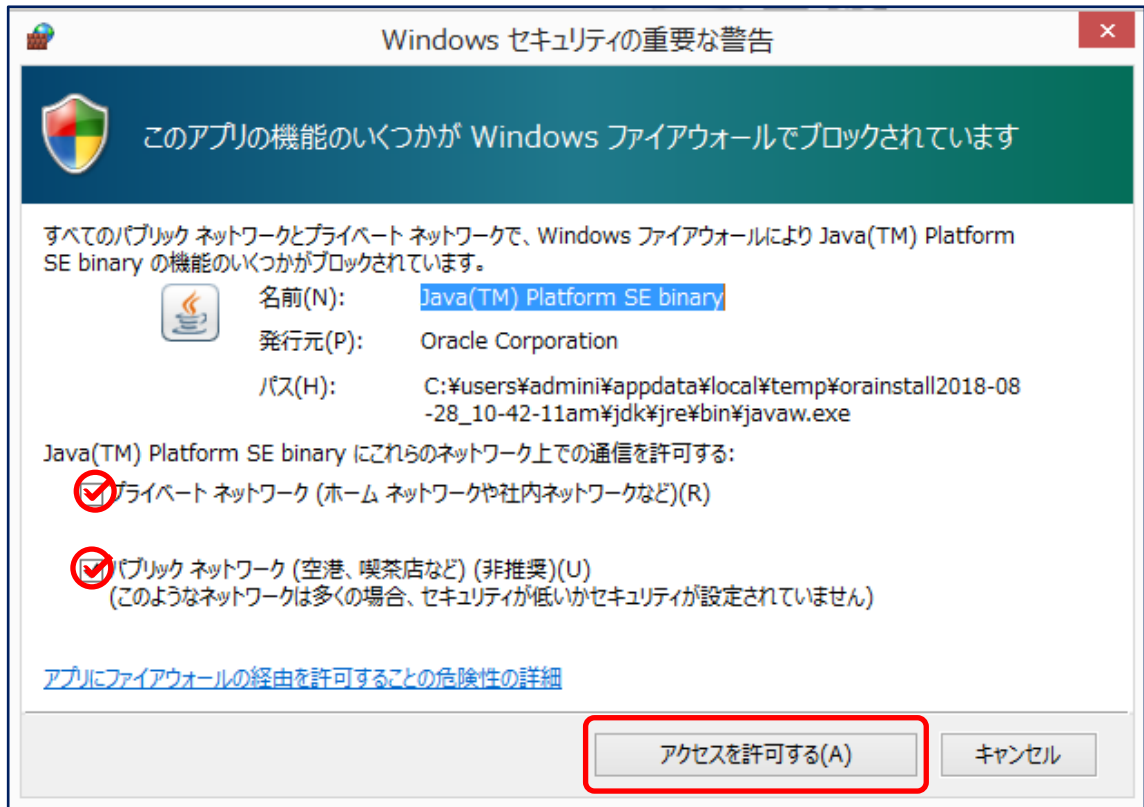 Windows セキュリティの重要な警告
このアプリの機能のいくつかが Windows ファイアウォールでブロックされています
すべてのパブリック ネットワークとプライベート ネットワークで、Windows ファイアウォールにより Java(TM) Platform
SE binary の機能のいくつかがブロックされています。
名前(N): Java(TM) Platform SE binary
発行元(P): Oracle Corporation
パス(H): C:¥users¥admini¥appdata¥local¥temp¥orainstall2018-08
-28_10-42-11am¥jdk¥jre¥bin¥javaw.exe
Java(TM) Platform SE binary にこれらのネットワーク上での通信を許可する:
プライベート ネットワーク (ホーム ネットワークや社内ネットワークなど)(R)
パブリック ネットワーク (空港、喫茶店など) (非推奨)(U)
(このようなネットワークは多くの場合、セキュリティが低いかセキュリティが設定されていません)
アプリにファイアウォールの経由を許可することの危険性の詳細
アクセスを許可する(A) キャンセル